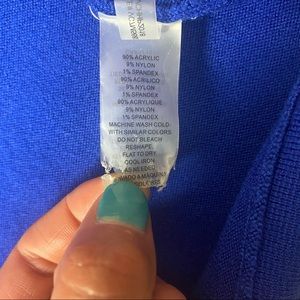 90% ACRYLIC
9% NYLON
1% SPANDEX
90% ACRILICO
9% NYLON
1% SPANDEX
90% ACRYLIQUE
9% NYLON
1% SPANDEX
MACHINE WASH COLD
WITH SIMILAR COLORS
DO NOT BLEACH
RESHAPE
FLAT TO DRY
COOL IRON
AS NEEDED